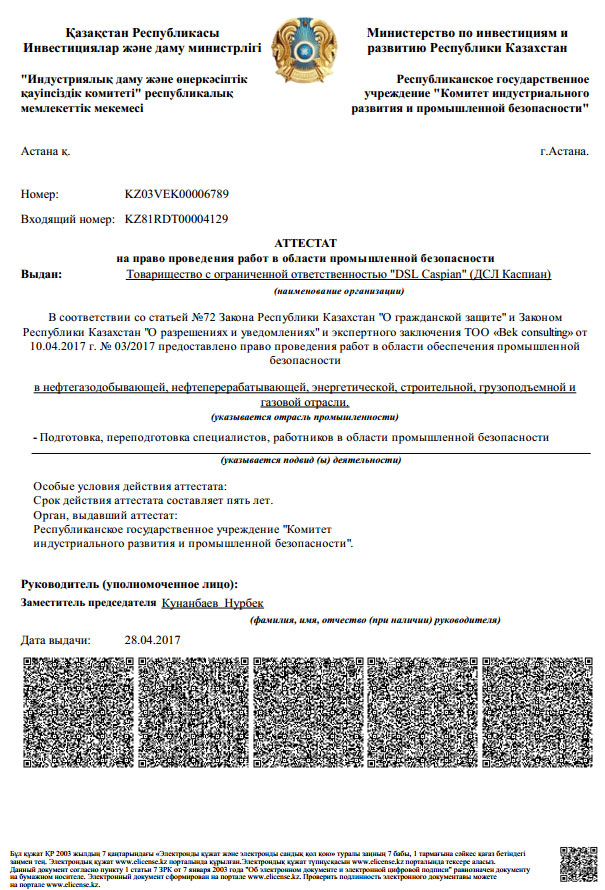 Қазақстан Республикасы
Инвестициялар және даму министрлігі
Министерство по инвестициям и
развитию Республики Казахстан
"Индустриялық даму және өнеркәсіптік
қауіпсіздік комитеті" республикалық
мемлекеттік мекемесі
Республиканское государственное
учреждение "Комитет индустриального
развития и промышленной безопасности"
Астана қ.
г.Астана.
Номер: KZ03VEK00006789
Входящий номер: KZ81RDT00004129
АТТЕСТАТ
на право проведения работ в области промышленной безопасности
Выдан: Товарищество с ограниченной ответственностью "DSL Caspian" (ДСЛ Каспиан)
(наименование организации)
В соответствии со статьей №72 Закона Республики Казахстан "О гражданской защите" и Законом
Республики Казахстан "О разрешениях и уведомлениях" и экспертного заключения ТОО «Bek consulting» от
10.04.2017 г. № 03/2017 предоставлено право проведения работ в области обеспечения промышленной
безопасности
в нефтегазодобывающей, нефтеперерабатывающей, энергетической, строительной, грузоподъемной и
газовой отрасли.
(указывается отрасль промышленности)
- Подготовка, переподготовка специалистов, работников в области промышленной безопасности
(указывается подвид (ы) деятельности)
Особые условия действия аттестата:
Срок действия аттестата составляет пять лет.
Орган, выдавший аттестат:
Республиканское государственное учреждение "Комитет
индустриального развития и промышленной безопасности".
Руководитель (уполномоченное лицо):
Заместитель председателя Кунанбаев Нурбек
(фамилия, имя, отчество (при наличии) руководителя)
Дата выдачи: 28.04.2017
Бұл құжат ҚР 2003 жылдың 7 қаңтарындағы «Электронды құжат және электронды сандық қол қою» туралы заңның 7 бабы, 1 тармағына сәйкес қағаз бетіндегі
заңмен тең. Электрондық құжат www.elicense.kz порталында құрылған.Электрондық құжат түпнұсқасын www.elicense.kz порталында тексере аласыз.
Данный документ согласно пункту 1 статьи 7 ЗРК от 7 января 2003 года "Об электронном документе и электронной цифровой подписи" равнозначен документу
на бумажном носителе. Электронный документ сформирован на портале www.elicense.kz. Проверить подлинность электронного документа вы можете
на портале www.elicense.kz.